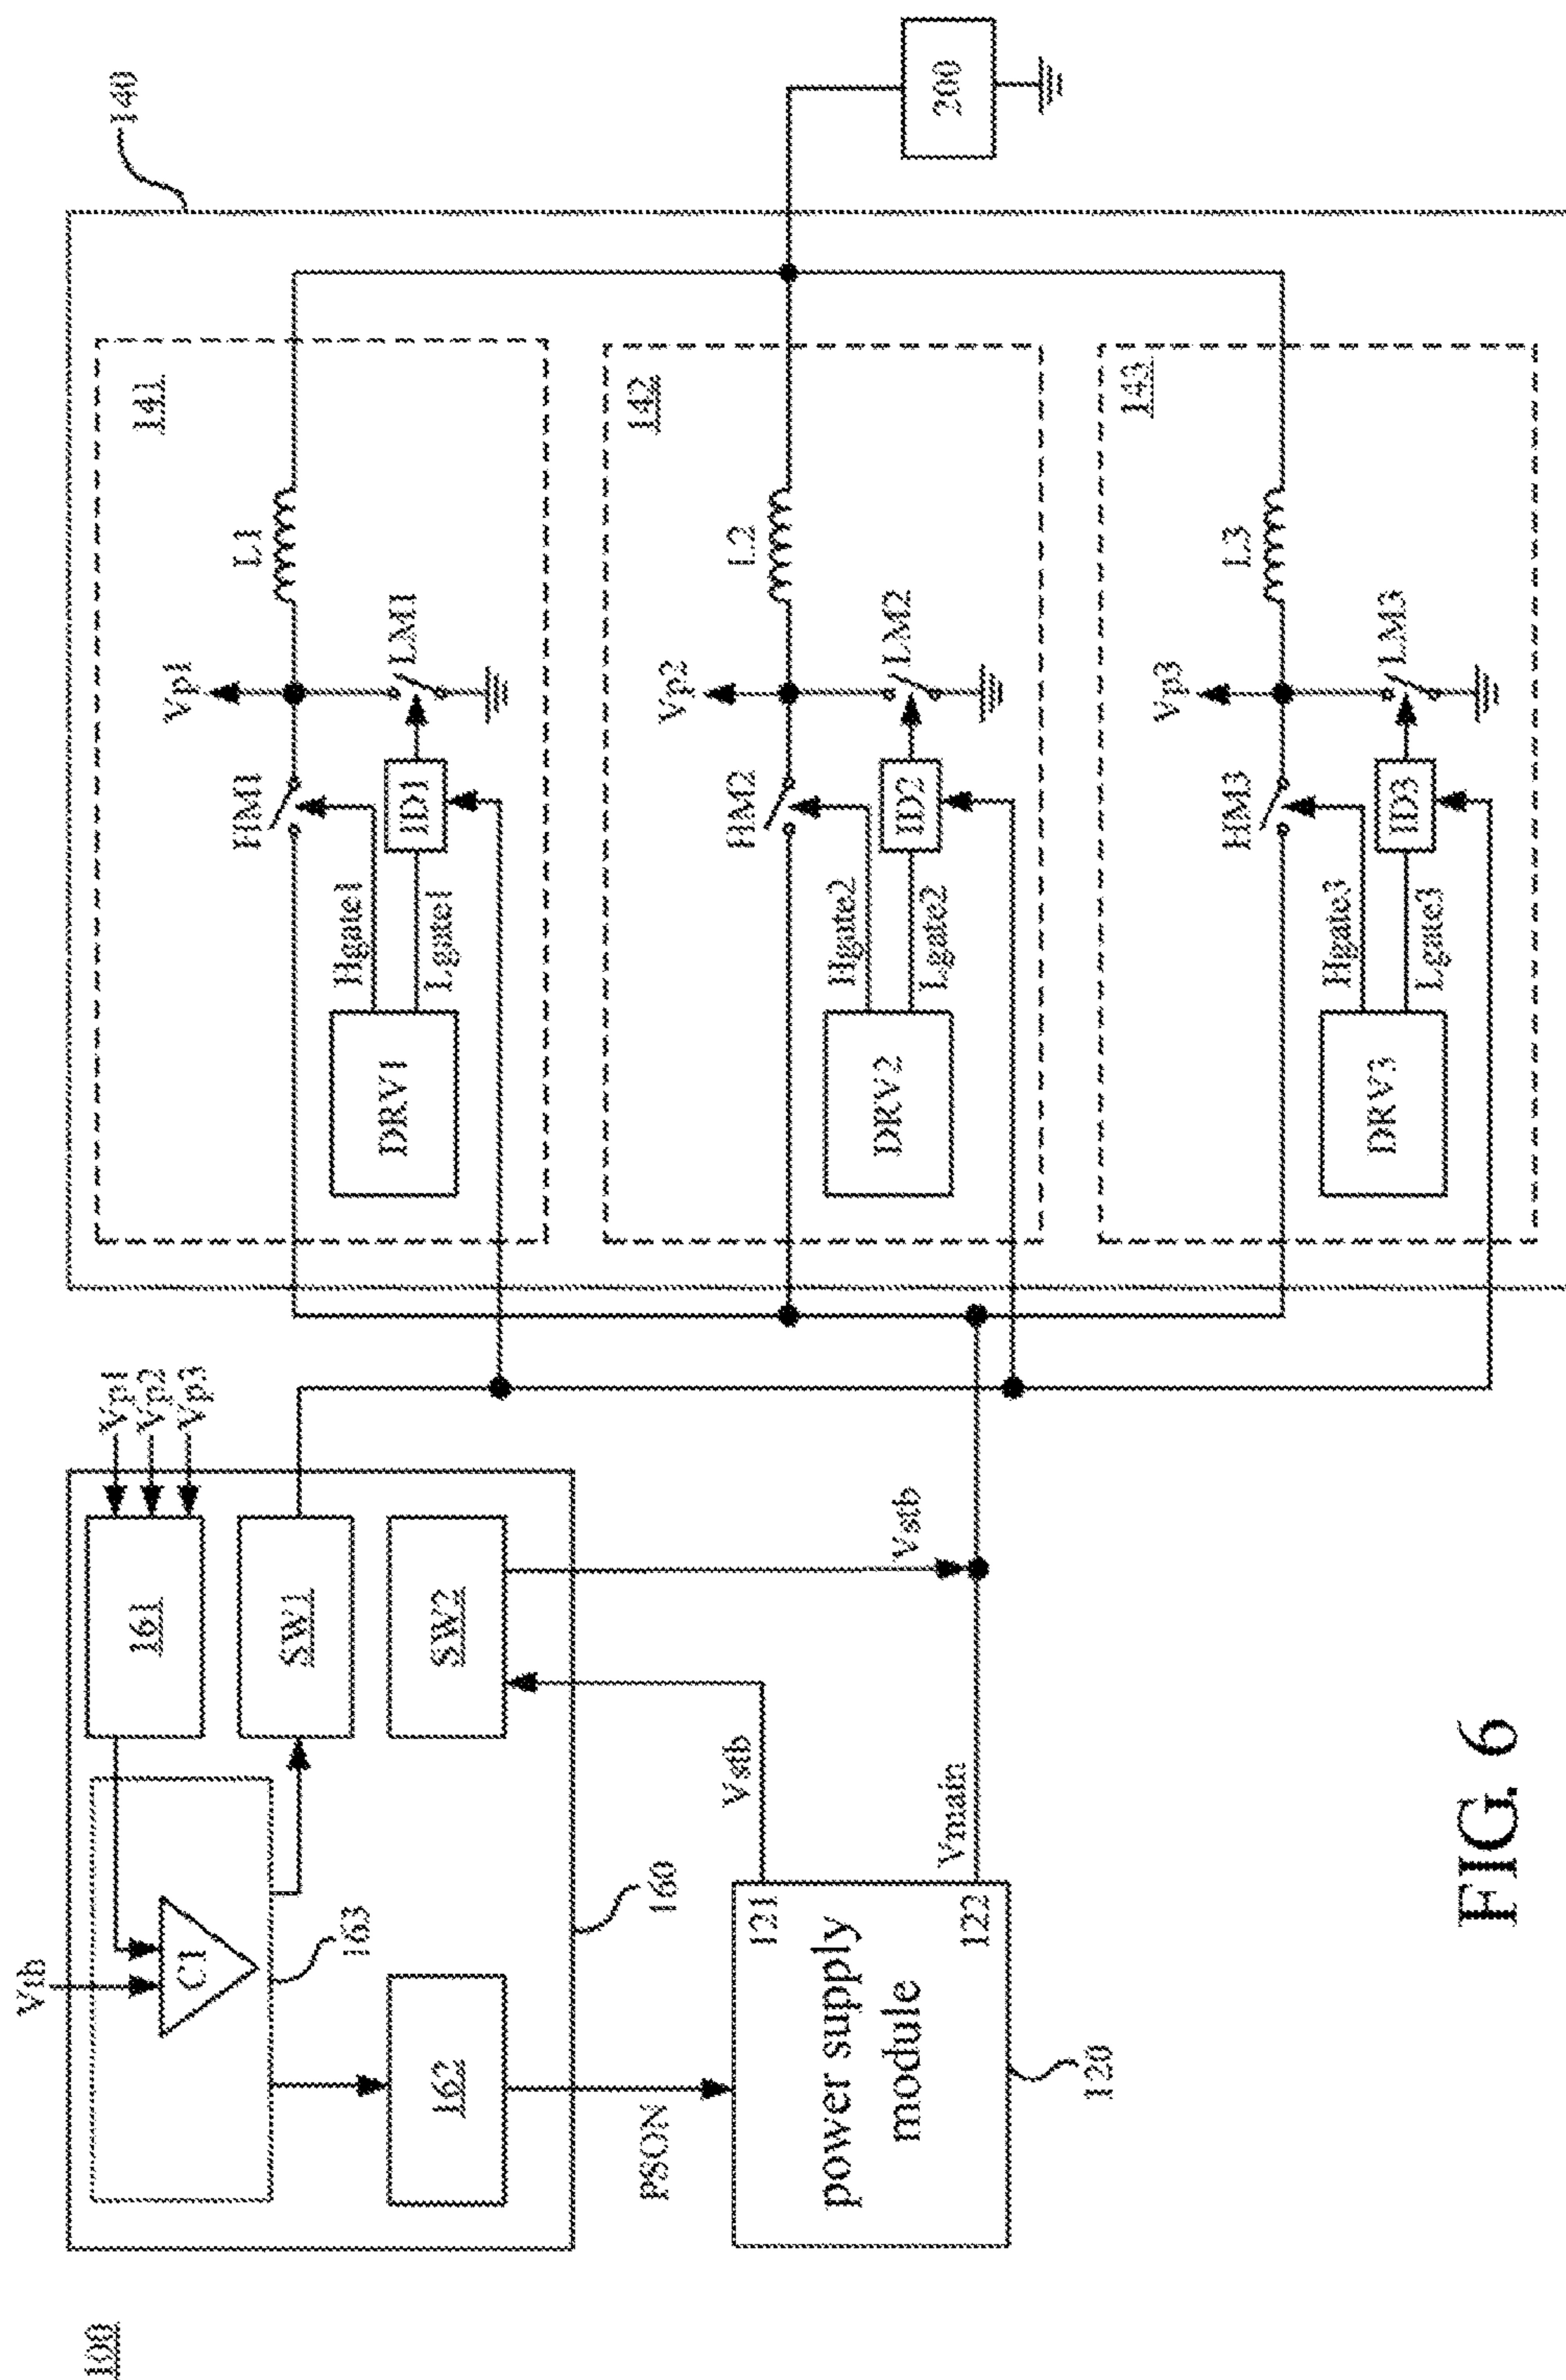 100
Vth
C1
163
162
160
161
Vp1
Vp2
Vp3
SW1
SW2
PSON
power supply
module
121
122
120
Vstb
Vmain
Vstb
140
141
HM1
Vp1
L1
Hgate1
Lgate1
DRV1
ID1
LM1
142
HM2
Vp2
L2
Hgate2
Lgate2
DRV2
ID2
LM2
143
HM3
Vp3
L3
Hgate3
Lgate3
DRV3
ID3
LM3
200
FIG. 6